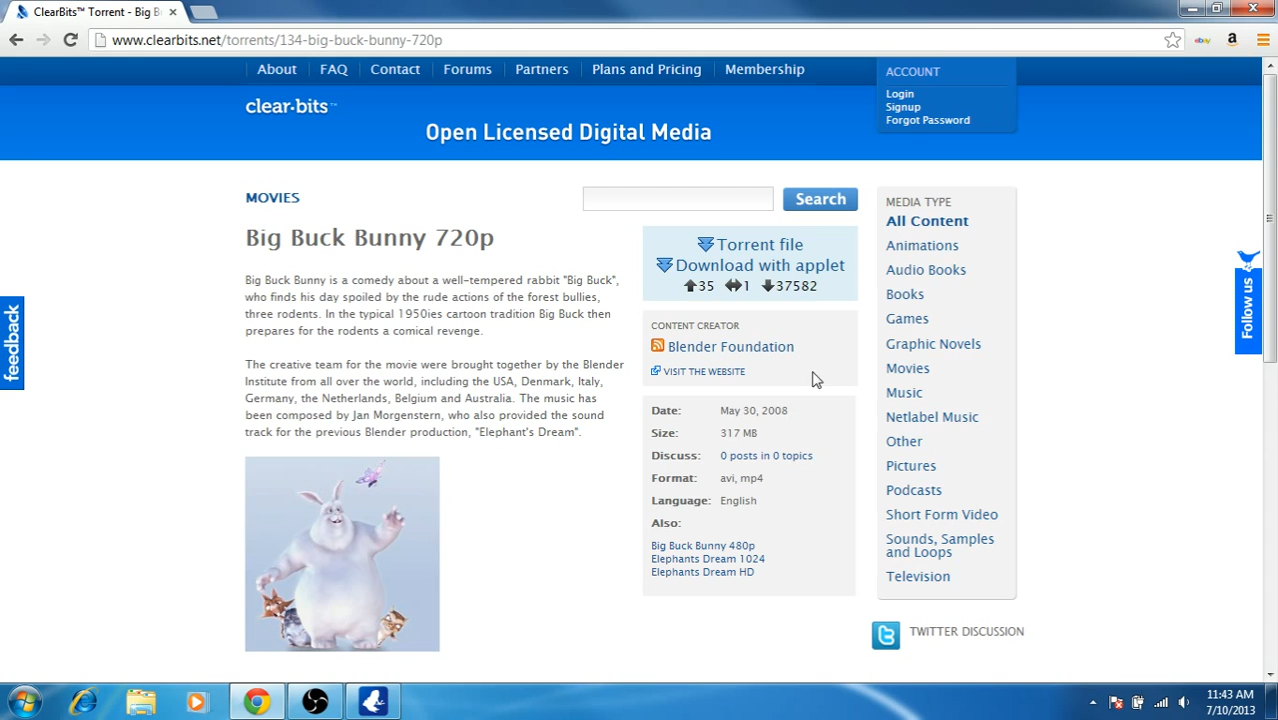 ClearBits™ Torrent - Big B
www.clearbits.net/torrents/134-big-buck-bunny-720p
ebay
a
About
FAQ
Contact
Forums
Partners
Plans and Pricing
Membership
ACCOUNT
Login
Signup
Forgot Password
clear·bits™
Open Licensed Digital Media
MOVIES
Search
Big Buck Bunny 720p
Big Buck Bunny is a comedy about a well-tempered rabbit "Big Buck",
who finds his day spoiled by the rude actions of the forest bullies,
three rodents. In the typical 1950ies cartoon tradition Big Buck then
prepares for the rodents a comical revenge.
The creative team for the movie were brought together by the Blender
Institute from all over the world, including the USA, Denmark, Italy,
Germany, the Netherlands, Belgium and Australia. The music has
been composed by Jan Morgenstern, who also provided the sound
track for the previous Blender production, "Elephant's Dream".
Torrent file
Download with applet
35 1 37582
CONTENT CREATOR
Blender Foundation
VISIT THE WEBSITE
Date: May 30, 2008
Size: 317 MB
Discuss: 0 posts in 0 topics
Format: avi, mp4
Language: English
Also:
Big Buck Bunny 480p
Elephants Dream 1024
Elephants Dream HD
MEDIA TYPE
All Content
Animations
Audio Books
Books
Games
Graphic Novels
Movies
Music
Netlabel Music
Other
Pictures
Podcasts
Short Form Video
Sounds, Samples
and Loops
Television
TWITTER DISCUSSION
feedback
Follow us
11:43 AM
7/10/2013